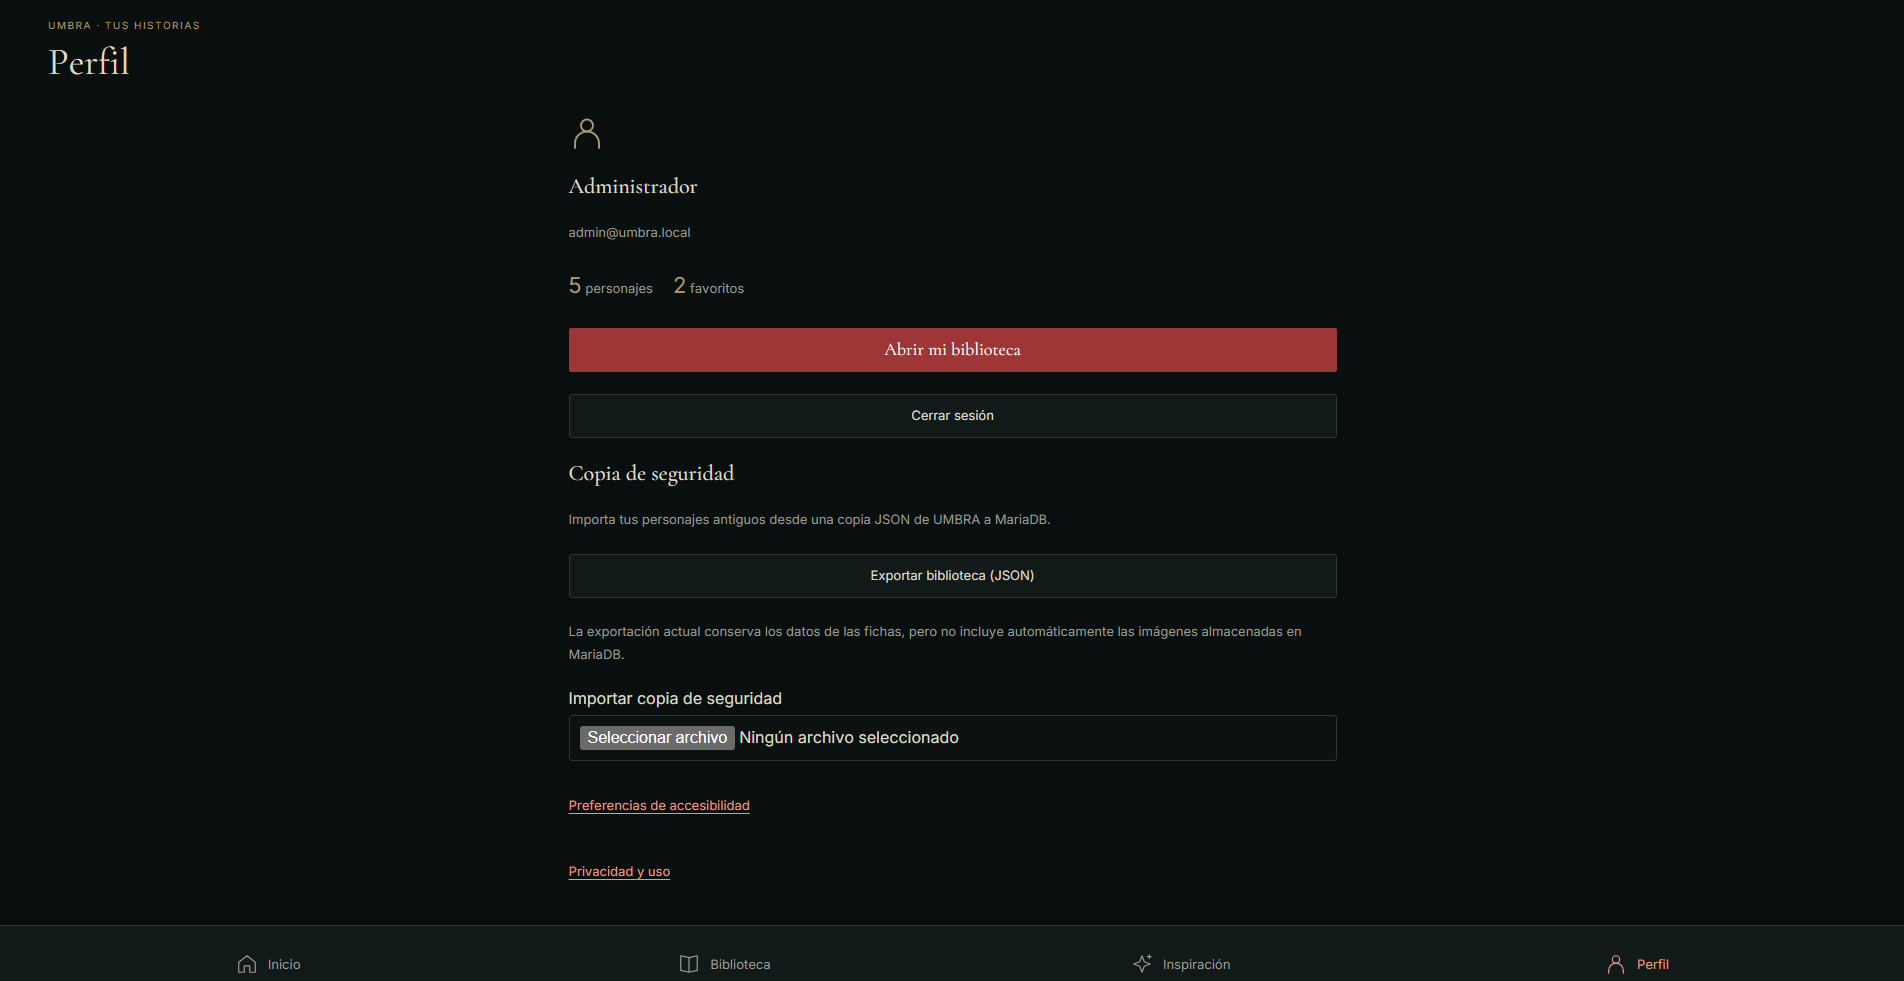 UMBRA · TUS HISTORIAS
Perfil
Administrador
admin@umbra.local
5 personajes 2 favoritos
Abrir mi biblioteca
Cerrar sesión
Copia de seguridad
Importa tus personajes antiguos desde una copia JSON de UMBRA a MariaDB.
Exportar biblioteca (JSON)
La exportación actual conserva los datos de las fichas, pero no incluye automáticamente las imágenes almacenadas en
MariaDB.
Importar copia de seguridad
Seleccionar archivo Ningún archivo seleccionado
Preferencias de accesibilidad
Privacidad y uso
Inicio Biblioteca Inspiración Perfil